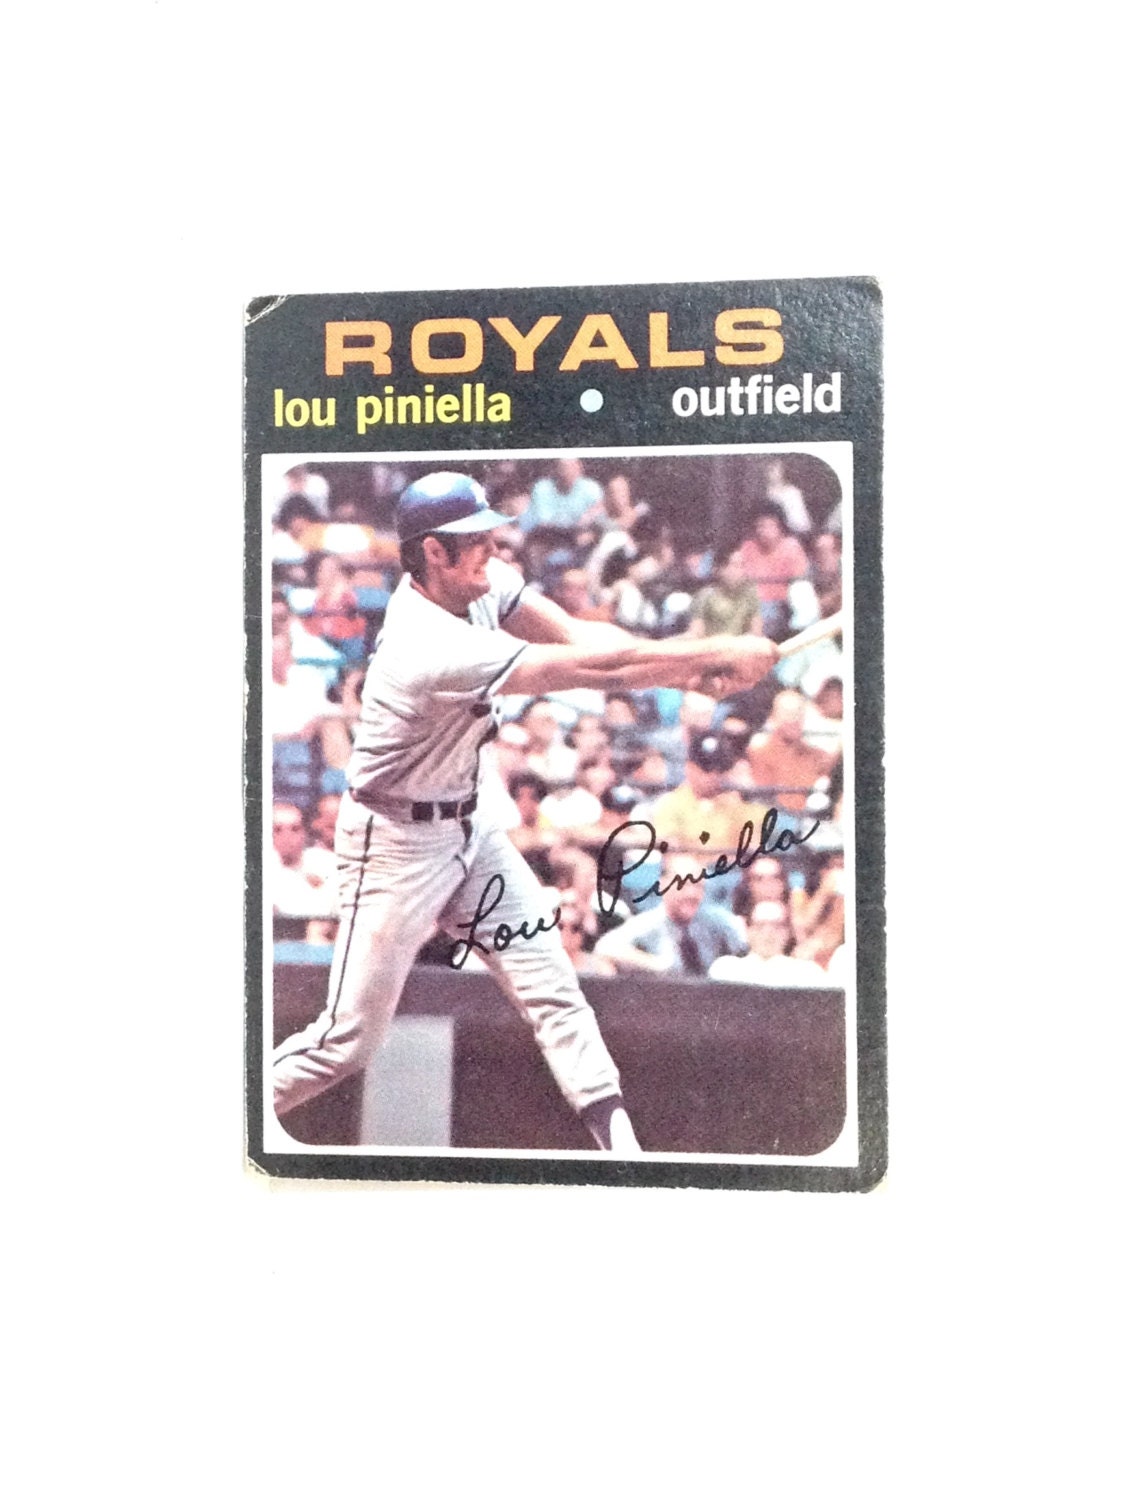 ROYALS
lou piniella • outfield
Lou Piniella